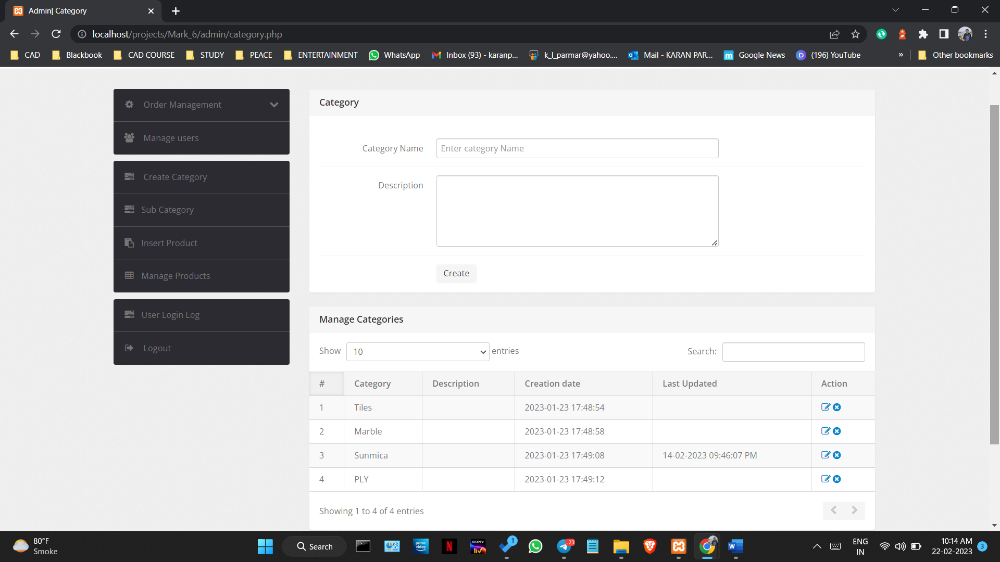 Admin| Category
localhost/projects/Mark_6/admin/category.php
CAD Blackbook CAD COURSE STUDY PEACE ENTERTAINMENT WhatsApp Inbox (93) - karanp... k_l_parmar@yahoo.... Mail - KARAN PAR... Google News (196) YouTube » Other bookmarks
Order Management
Manage users
Create Category
Sub Category
Insert Product
Manage Products
User Login Log
Logout
Category
Category Name Enter category Name
Description
Create
Manage Categories
Show 10 entries Search:
# Category Description Creation date Last Updated Action
1 Tiles 2023-01-23 17:48:54
2 Marble 2023-01-23 17:48:58
3 Sunmica 2023-01-23 17:49:08 14-02-2023 09:46:07 PM
4 PLY 2023-01-23 17:49:12
Showing 1 to 4 of 4 entries
80°F
Smoke
Search
prime video
N
SONY liv
1
23
W
ENG
IN
10:14 AM
22-02-2023
3